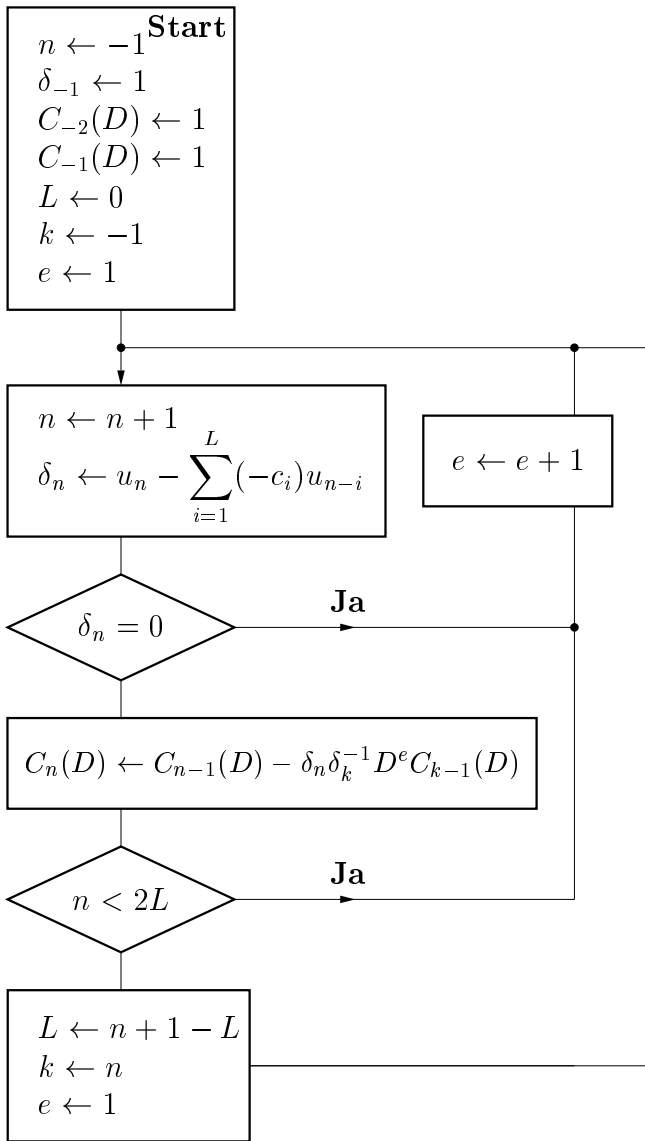 Start
n ← −1
δ₋₁ ← 1
C₋₂(D) ← 1
C₋₁(D) ← 1
L ← 0
k ← −1
e ← 1
n ← n + 1
δₙ ← uₙ − ∑_{i=1}^{L} (−cᵢ)uₙ₋ᵢ
e ← e + 1
δₙ = 0
Ja
Cₙ(D) ← Cₙ₋₁(D) − δₙδₖ⁻¹DᵉCₖ₋₁(D)
n < 2L
Ja
L ← n + 1 − L
k ← n
e ← 1